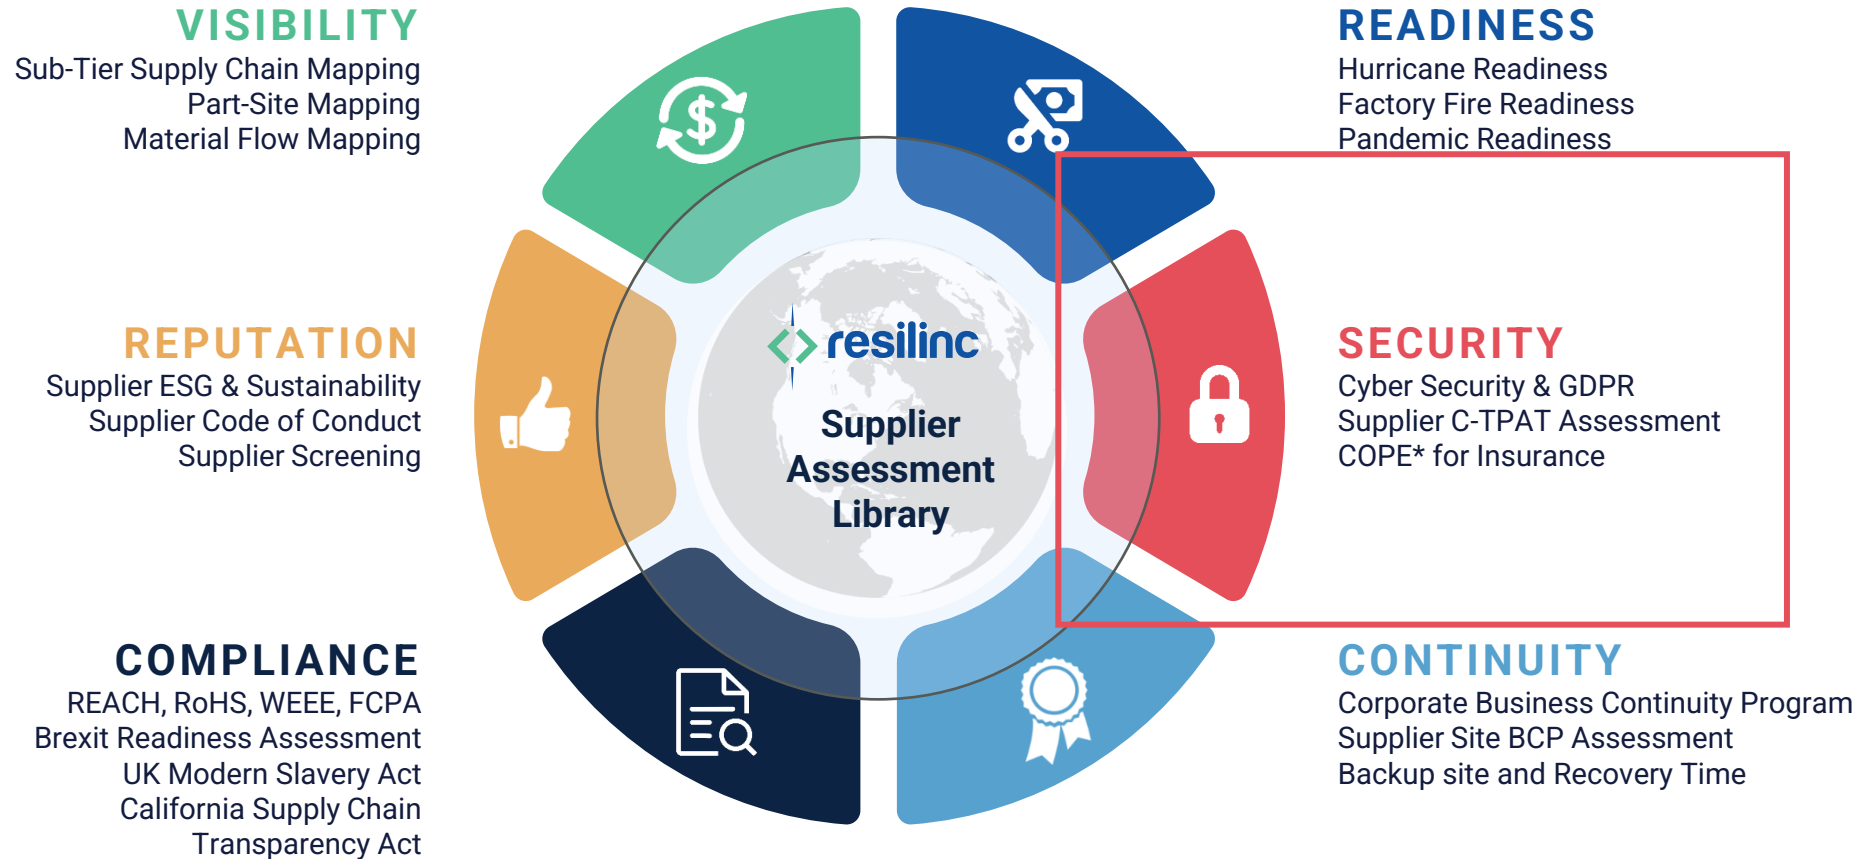 VISIBILITY
Sub-Tier Supply Chain Mapping
Part-Site Mapping
Material Flow Mapping
READINESS
Hurricane Readiness
Factory Fire Readiness
Pandemic Readiness
REPUTATION
Supplier ESG & Sustainability
Supplier Code of Conduct
Supplier Screening
resilinc
Supplier
Assessment
Library
SECURITY
Cyber Security & GDPR
Supplier C-TPAT Assessment
COPE* for Insurance
COMPLIANCE
REACH, RoHS, WEEE, FCPA
Brexit Readiness Assessment
UK Modern Slavery Act
California Supply Chain
Transparency Act
CONTINUITY
Corporate Business Continuity Program
Supplier Site BCP Assessment
Backup site and Recovery Time